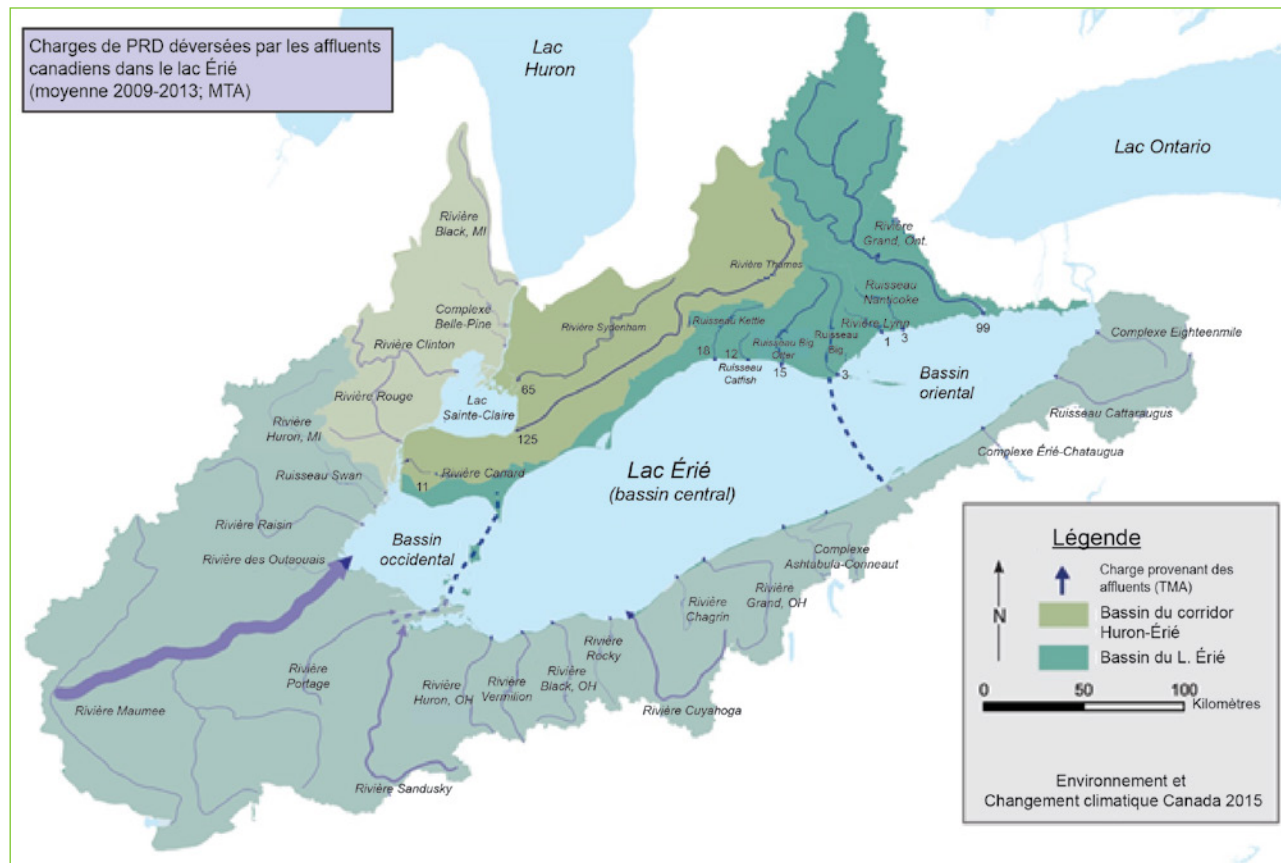 Charges de PRD déversées par les affluents
canadiens dans le lac Érié
(moyenne 2009-2013; MTA)
Lac
Huron
Lac Ontario
Rivière
Black, MI
Complexe
Belle-Pine
Rivière Clinton
Rivière Rouge
Lac
Sainte-Claire
Rivière Sydenham
65
125
Rivière Thames
Rivière
Grand, Ont.
Ruisseau
Nanticoke
Rivière Lynn
Ruisseau Kettle
18
12
Ruisseau
Catfish
Ruisseau Big
Otter
15
Ruisseau
Big
3
1
3
99
Bassin
oriental
Complexe Eighteenmile
Ruisseau Cattaraugus
Complexe Érié-Chataugua
Rivière
Huron, MI
Ruisseau Swan
Rivière Canard
11
Rivière Raisin
Rivière des Outaouais
Bassin
occidental
Lac Érié
(bassin central)
Complexe
Ashtabula-Conneaut
Rivière
Grand, OH
Rivière
Chagrin
Rivière
Rocky
Rivière
Black, OH
Rivière
Vermilion
Rivière
Huron, OH
Rivière
Portage
Rivière Maumee
Rivière Cuyahoga
Rivière Sandusky
Légende
N
Charge provenant des
affluents (TMA)
Bassin du corridor
Huron-Érié
Bassin du L. Érié
0 50 100
Kilomètres
Environnement et
Changement climatique Canada 2015